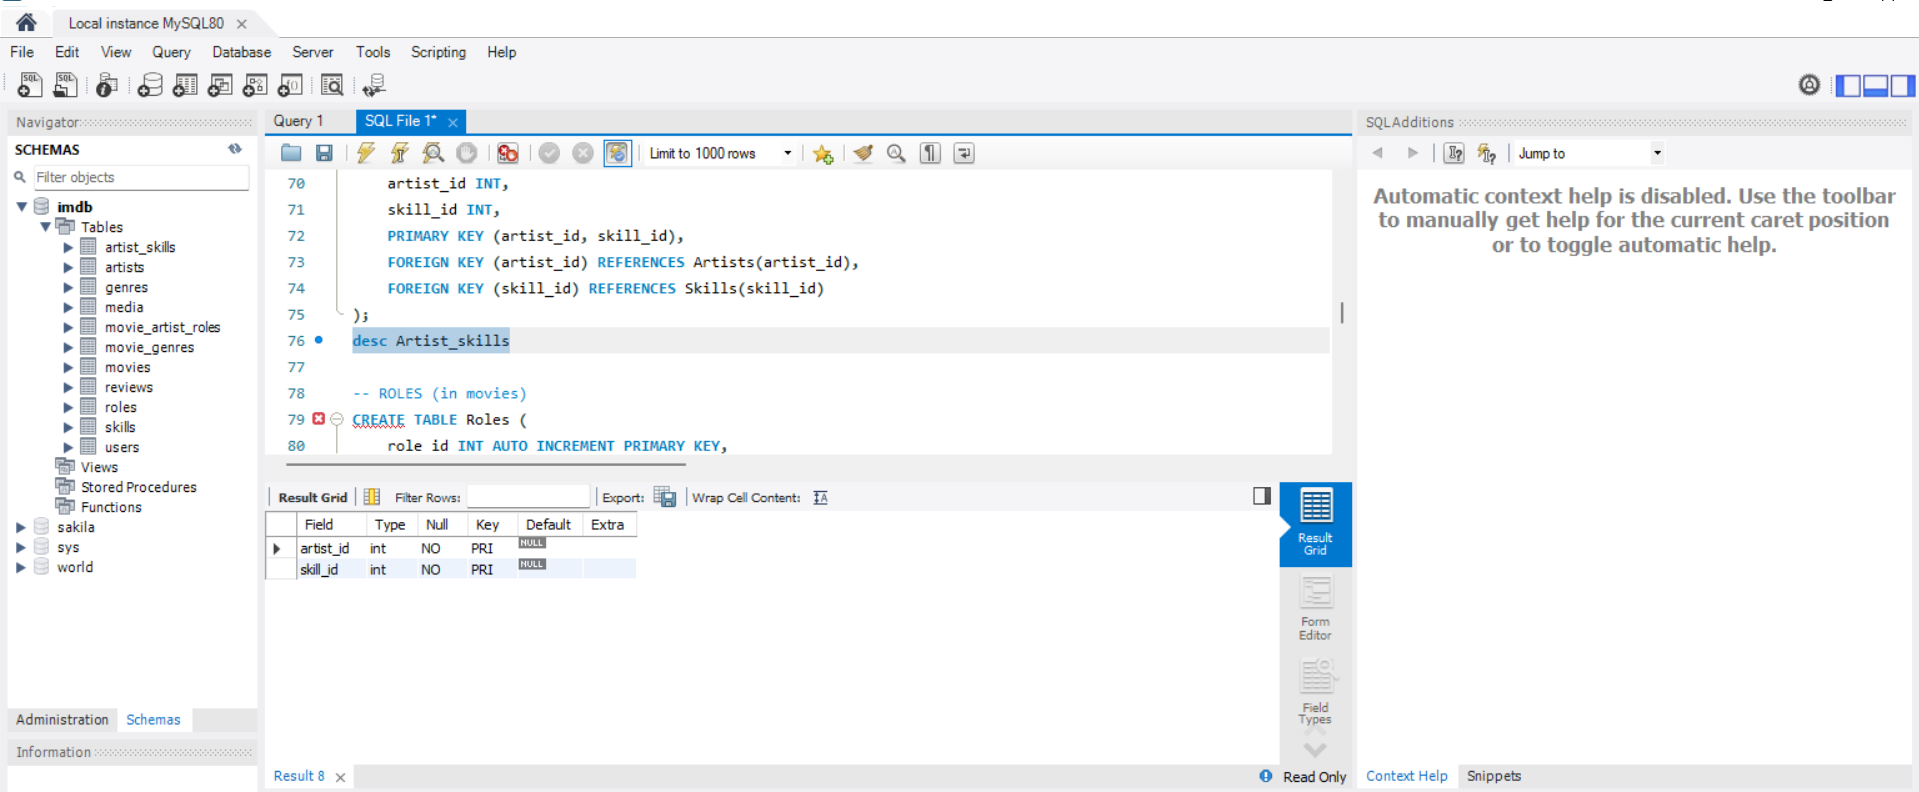 Local instance MySQL80
File Edit View Query Database Server Tools Scripting Help
Navigator
SCHEMAS
Filter objects
imdb
Tables
artist_skills
artists
genres
media
movie_artist_roles
movie_genres
movies
reviews
roles
skills
users
Views
Stored Procedures
Functions
sakila
sys
world
Administration Schemas
Information
Query 1 SQL File 1*
Limit to 1000 rows
70 artist_id INT,
71 skill_id INT,
72 PRIMARY KEY (artist_id, skill_id),
73 FOREIGN KEY (artist_id) REFERENCES Artists(artist_id),
74 FOREIGN KEY (skill_id) REFERENCES Skills(skill_id)
75 );
76 desc Artist_skills
77
78 -- ROLES (in movies)
79 CREATE TABLE Roles (
80 role_id INT AUTO_INCREMENT PRIMARY KEY,
Result Grid Filter Rows: Export: Wrap Cell Content:
Field Type Null Key Default Extra
artist_id int NO PRI NULL
skill_id int NO PRI NULL
Result Grid
Form Editor
Field Types
Result 8
Read Only
SQLAdditions
Jump to
Automatic context help is disabled. Use the toolbar
to manually get help for the current caret position
or to toggle automatic help.
Context Help Snippets